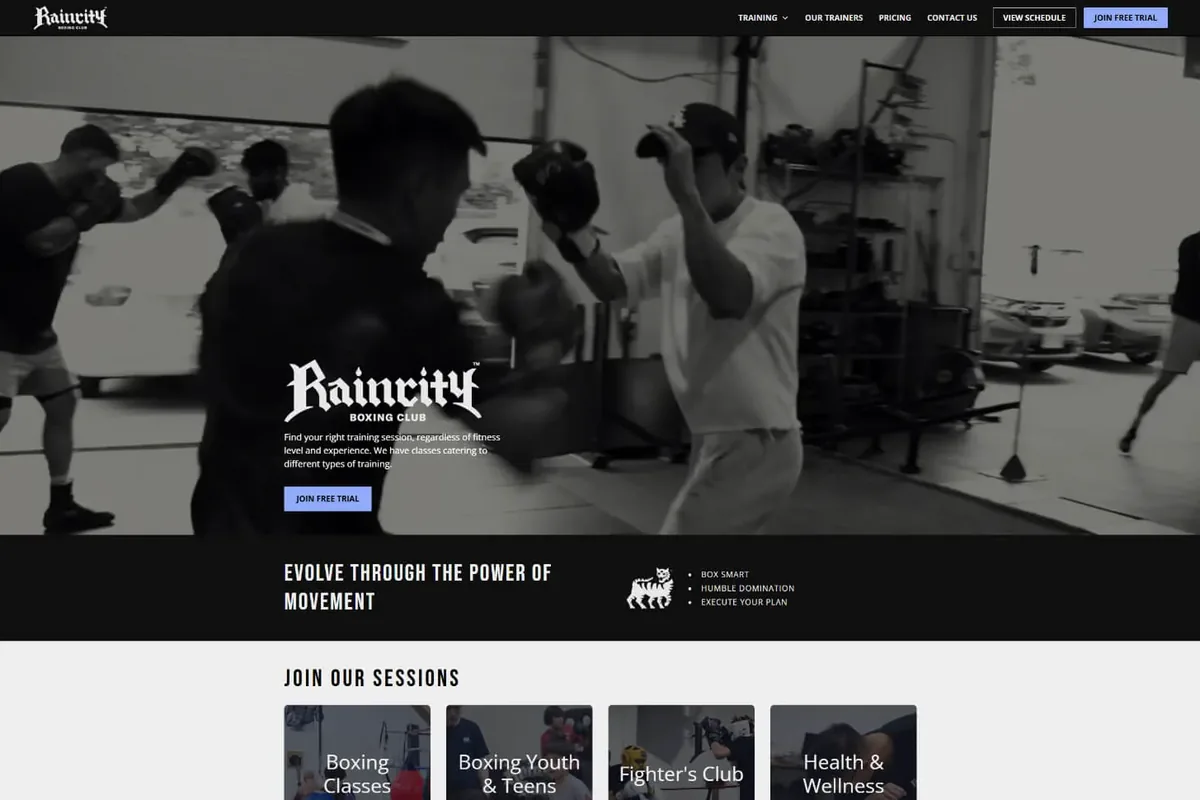 Raincity
BOXING CLUB
TRAINING
OUR TRAINERS
PRICING
CONTACT US
VIEW SCHEDULE
JOIN FREE TRIAL
Raincity™
BOXING CLUB
Find your right training session, regardless of fitness
level and experience. We have classes catering to
different types of training.
JOIN FREE TRIAL
EVOLVE THROUGH THE POWER OF
MOVEMENT
• BOX SMART
• HUMBLE DOMINATION
• EXECUTE YOUR PLAN
JOIN OUR SESSIONS
Boxing
Classes
Boxing Youth
& Teens
Fighter's Club
Health &
Wellness